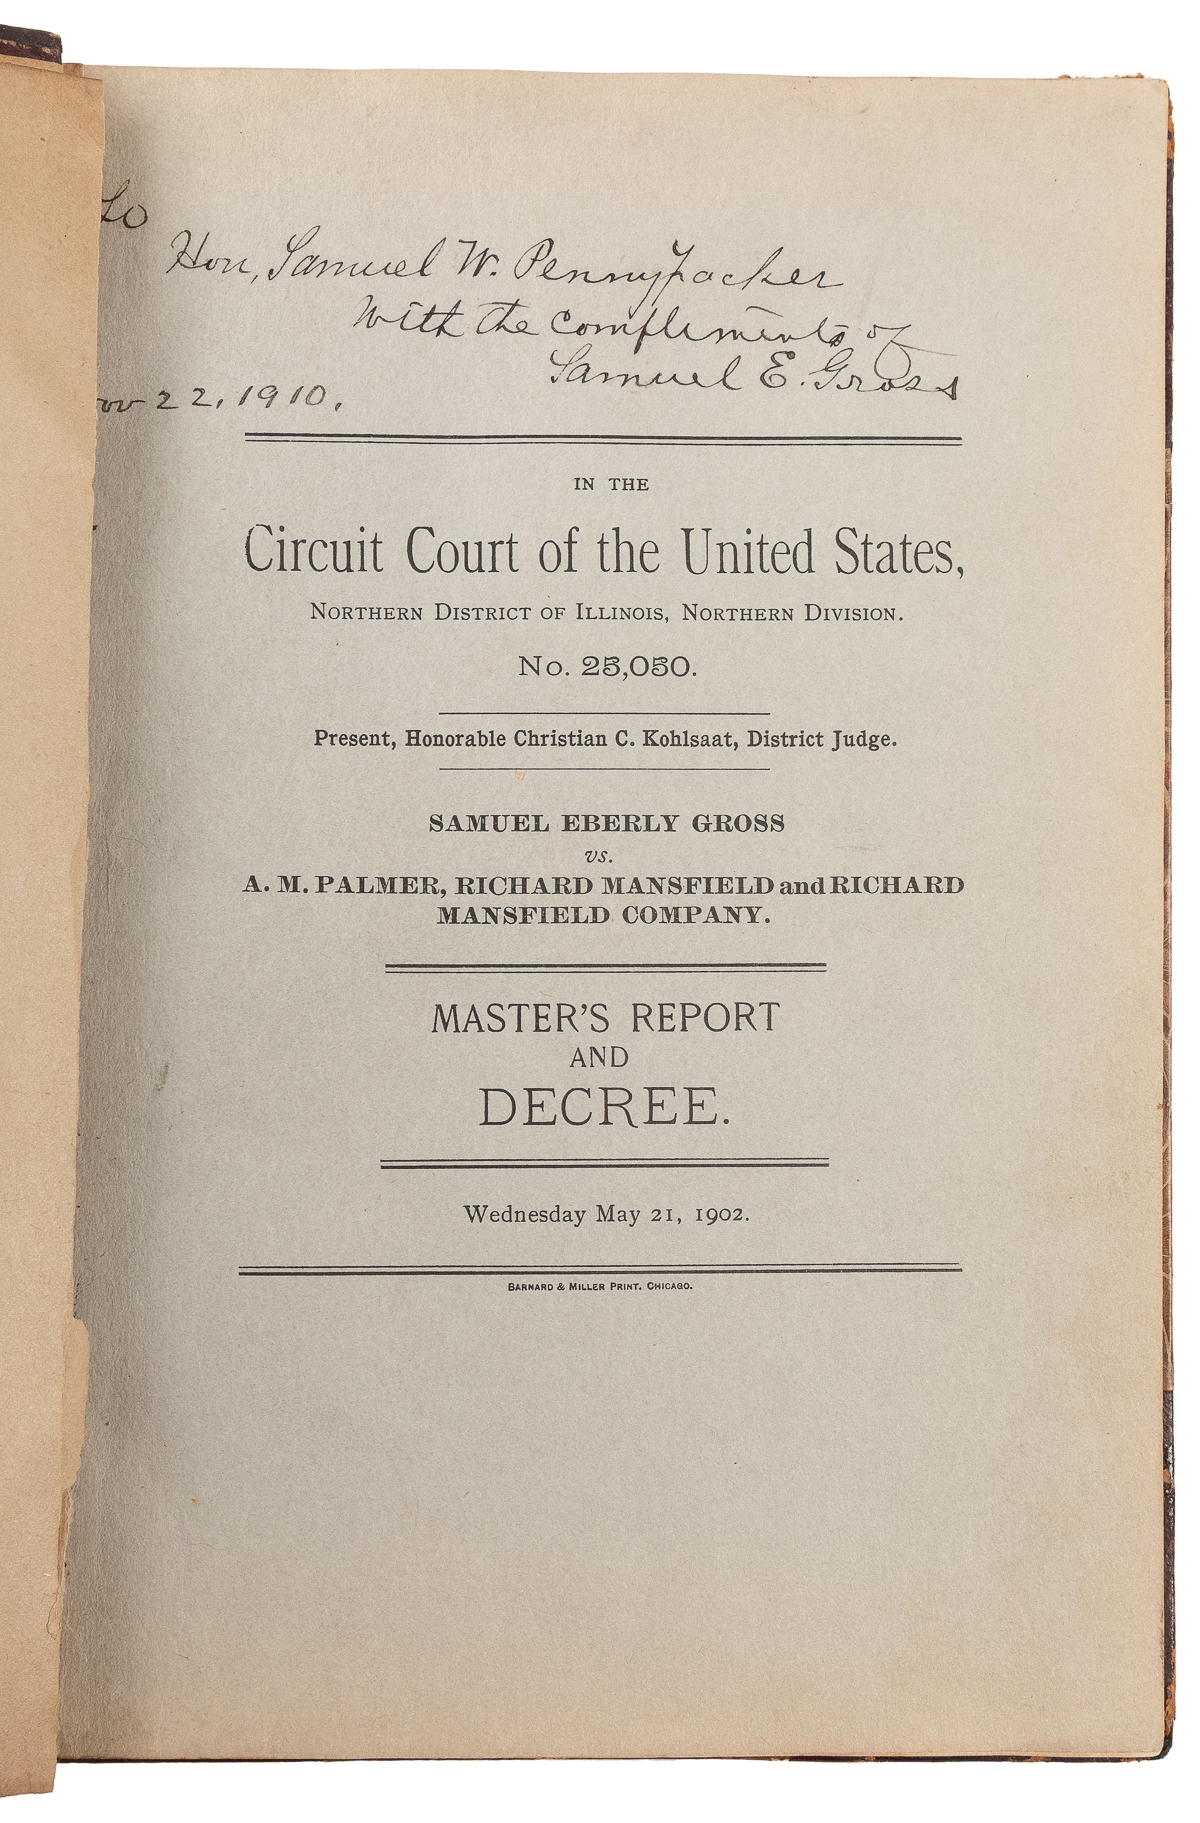 To
Hon, Samuel W. Pennypacker
With the compliments of
Samuel E. Gross
22, 1910.
IN THE
Circuit Court of the United States,
NORTHERN DISTRICT OF ILLINOIS, NORTHERN DIVISION.
No. 25,050.
Present, Honorable Christian C. Kohlsaat, District Judge.
SAMUEL EBERLY GROSS
vs.
A. M. PALMER, RICHARD MANSFIELD and RICHARD
MANSFIELD COMPANY.
MASTER'S REPORT
AND
DECREE.
Wednesday May 21, 1902.
BARNARD & MILLER PRINT. CHICAGO.